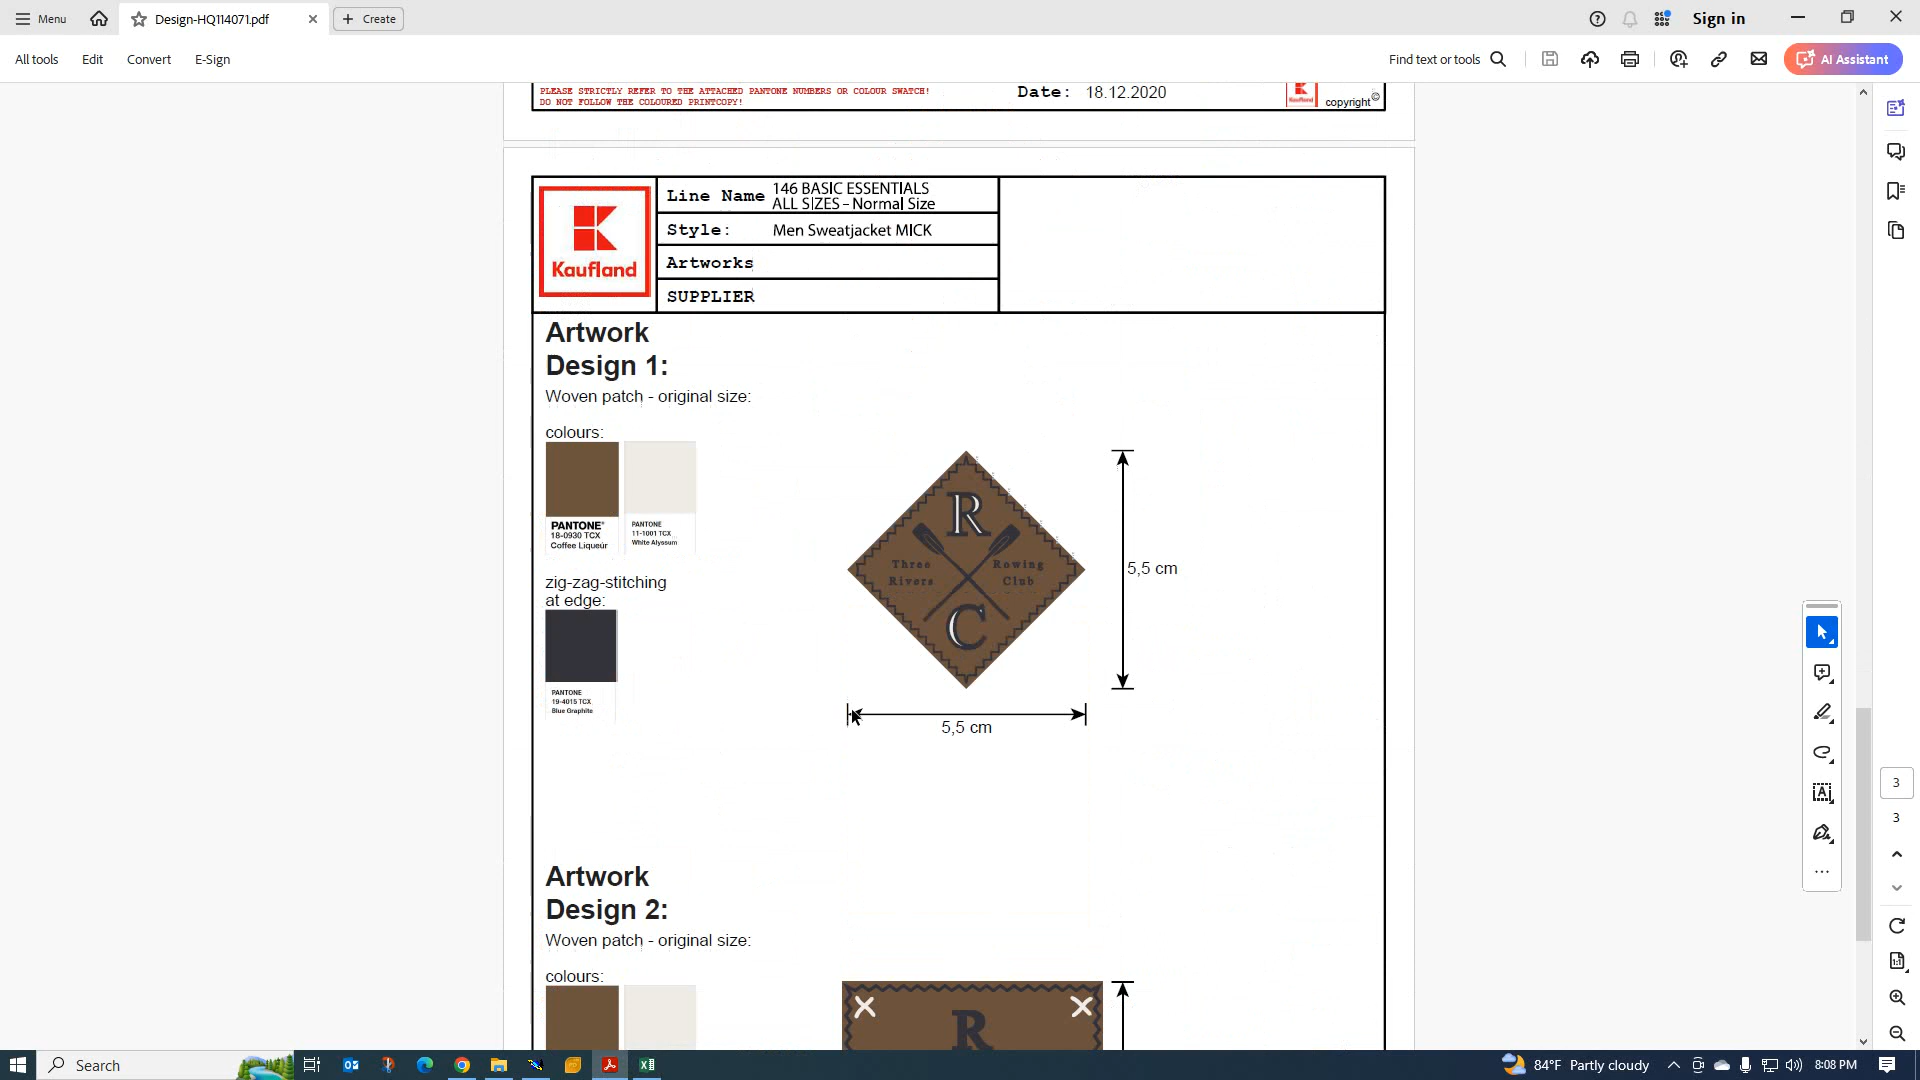 Menu
Design-HQ114071.pdf
Create
Sign in
All tools
Edit
Convert
E-Sign
Find text or tools
AI Assistant
PLEASE STRICTLY REFER TO THE ATTACHED PANTONE NUMBERS OR COLOUR SWATCH!
DO NOT FOLLOW THE COLOURED PRINTCOPY!
Date: 18.12.2020
Kaufland
copyright©
Kaufland
Line Name 146 BASIC ESSENTIALS
ALL SIZES – Normal Size
Style: Men Sweatjacket MICK
Artworks
SUPPLIER
Artwork
Design 1:
Woven patch - original size:
colours:
PANTONE®
18-0930 TCX
Coffee Liqueúr
PANTONE
11-1001 TCX
White Alyssum
zig-zag-stitching
at edge:
PANTONE
19-4015 TCX
Blue Graphite
R
Three Rowing
Rivers Club
C
5,5 cm
5,5 cm
Artwork
Design 2:
Woven patch - original size:
colours:
R
3
3
Search
84°F Partly cloudy
8:08 PM